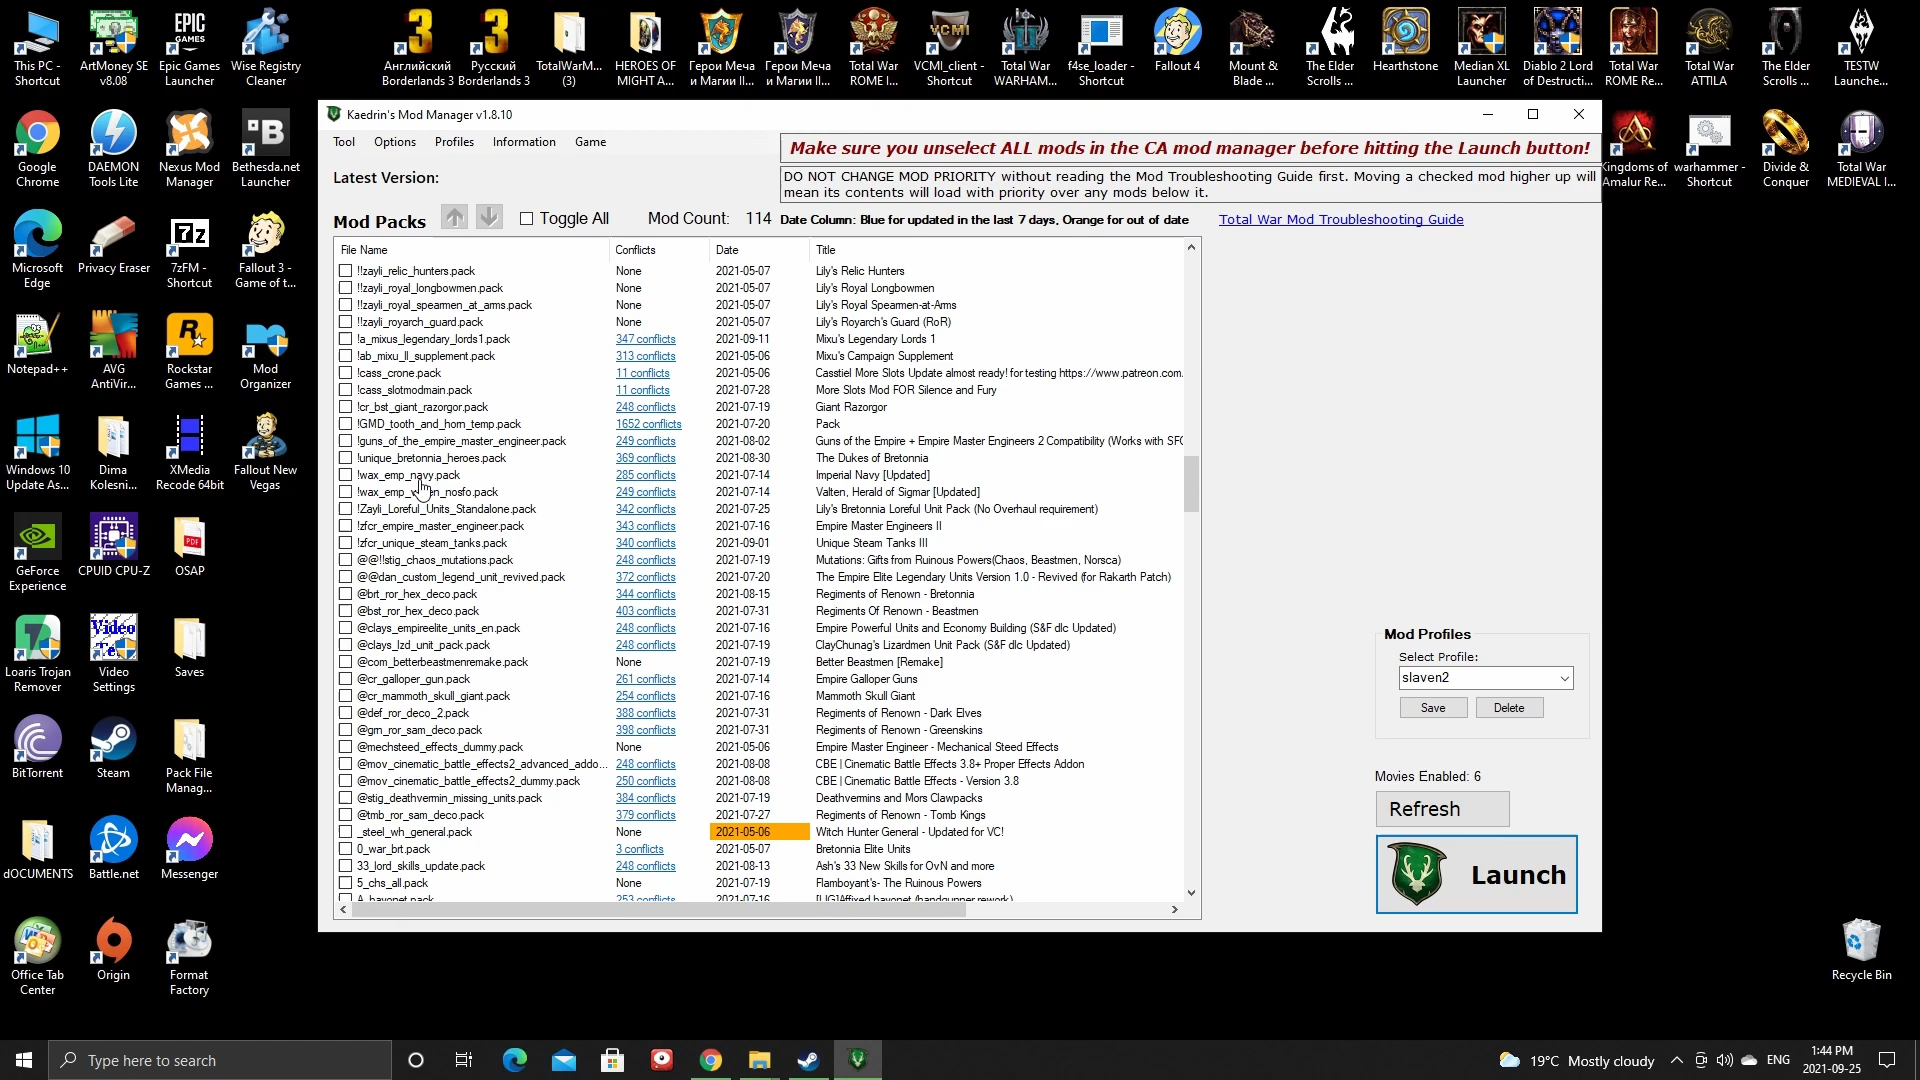 This PC -
Shortcut
ArtMoney SE
v8.08
Epic Games
Launcher
Wise Registry
Cleaner
Английский
Borderlands 3
Русский
Borderlands 3
TotalWarM...
(3)
HEROES OF
MIGHT A...
Герои Меча
и Магии II...
Герои Меча
и Магии II...
Total War
ROME I...
VCMI_client -
Shortcut
Total War
WARHAM...
f4se_loader -
Shortcut
Fallout 4
Mount &
Blade ...
The Elder
Scrolls ...
Hearthstone
Median XL
Launcher
Diablo 2 Lord
of Destructi...
Total War
ROME Re...
Total War
ATTILA
The Elder
Scrolls ...
TESTW
Launche...
Google
Chrome
DAEMON
Tools Lite
Nexus Mod
Manager
Bethesda.net
Launcher
Kingdoms of
Amalur Re...
warhammer -
Shortcut
Divide &
Conquer
Total War
MEDIEVAL I...
Microsoft
Edge
Privacy Eraser
7zFM -
Shortcut
Fallout 3 -
Game of t...
Notepad++
AVG
AntiVir...
Rockstar
Games ...
Mod
Organizer
Windows 10
Update As...
Dima
Kolesni...
XMedia
Recode 64bit
Fallout New
Vegas
GeForce
Experience
CPUID CPU-Z
OSAP
Loaris Trojan
Remover
Video
Settings
Saves
BitTorrent
Steam
Pack File
Manag...
dOCUMENTS
Battle.net
Messenger
Office Tab
Center
Origin
Format
Factory
Recycle Bin
Kaedrin's Mod Manager v1.8.10
Tool Options Profiles Information Game
Make sure you unselect ALL mods in the CA mod manager before hitting the Launch button!
Latest Version:
DO NOT CHANGE MOD PRIORITY without reading the Mod Troubleshooting Guide first. Moving a checked mod higher up will
mean its contents will load with priority over any mods below it.
Mod Packs Toggle All Mod Count: 114 Date Column: Blue for updated in the last 7 days, Orange for out of date Total War Mod Troubleshooting Guide
File Name Conflicts Date Title
!!zayli_relic_hunters.pack None 2021-05-07 Lily's Relic Hunters
!!zayli_royal_longbowmen.pack None 2021-05-07 Lily's Royal Longbowmen
!!zayli_royal_spearmen_at_arms.pack None 2021-05-07 Lily's Royal Spearmen-at-Arms
!!zayli_royarch_guard.pack None 2021-05-07 Lily's Royarch's Guard (RoR)
!a_mixus_legendary_lords1.pack 347 conflicts 2021-09-11 Mixu's Legendary Lords 1
!ab_mixu_ll_supplement.pack 313 conflicts 2021-05-06 Mixu's Campaign Supplement
!cass_crone.pack 11 conflicts 2021-05-06 Casstiel More Slots Update almost ready! for testing https://www.patreon.com.
!cass_slotmodmain.pack 11 conflicts 2021-07-28 More Slots Mod FOR Silence and Fury
!cr_bst_giant_razorgor.pack 248 conflicts 2021-07-19 Giant Razorgor
!GMD_tooth_and_horn_temp.pack 1652 conflicts 2021-07-20 Pack
!guns_of_the_empire_master_engineer.pack 249 conflicts 2021-08-02 Guns of the Empire + Empire Master Engineers 2 Compatibility (Works with SFO
!unique_bretonnia_heroes.pack 369 conflicts 2021-08-30 The Dukes of Bretonnia
!wax_emp_navy.pack 285 conflicts 2021-07-14 Imperial Navy [Updated]
249 conflicts 2021-07-14 Valten, Herald of Sigmar [Updated]
!Zayli_Loreful_Units_Standalone.pack 342 conflicts 2021-07-25 Lily's Bretonnia Loreful Unit Pack (No Overhaul requirement)
!zfcr_empire_master_engineer.pack 343 conflicts 2021-07-16 Empire Master Engineers II
!zfcr_unique_steam_tanks.pack 340 conflicts 2021-09-01 Unique Steam Tanks III
@@!!stig_chaos_mutations.pack 248 conflicts 2021-07-19 Mutations: Gifts from Ruinous Powers(Chaos, Beastmen, Norsca)
@@dan_custom_legend_unit_revived.pack 372 conflicts 2021-07-20 The Empire Elite Legendary Units Version 1.0 - Revived (for Rakarth Patch)
@brt_ror_hex_deco.pack 344 conflicts 2021-08-15 Regiments of Renown - Bretonnia
@bst_ror_hex_deco.pack 403 conflicts 2021-07-31 Regiments Of Renown - Beastmen
@clays_empireelite_units_en.pack 248 conflicts 2021-07-16 Empire Powerful Units and Economy Building (S&F dlc Updated)
@clays_lzd_unit_pack.pack 248 conflicts 2021-07-19 ClayChunag's Lizardmen Unit Pack (S&F dlc Updated)
@com_betterbeastmenremake.pack None 2021-07-19 Better Beastmen [Remake]
@cr_galloper_gun.pack 261 conflicts 2021-07-14 Empire Galloper Guns
@cr_mammoth_skull_giant.pack 254 conflicts 2021-07-16 Mammoth Skull Giant
@def_ror_deco_2.pack 388 conflicts 2021-07-31 Regiments of Renown - Dark Elves
@grn_ror_sam_deco.pack 398 conflicts 2021-07-31 Regiments of Renown - Greenskins
@mechsteed_effects_dummy.pack None 2021-05-06 Empire Master Engineer - Mechanical Steed Effects
@mov_cinematic_battle_effects2_advanced_addo... 248 conflicts 2021-08-08 CBE | Cinematic Battle Effects 3.8+ Proper Effects Addon
@mov_cinematic_battle_effects2_dummy.pack 250 conflicts 2021-08-08 CBE | Cinematic Battle Effects - Version 3.8
@stig_deathvermin_missing_units.pack 384 conflicts 2021-07-19 Deathvermins and Mors Clawpacks
@tmb_ror_sam_deco.pack 379 conflicts 2021-07-27 Regiments of Renown - Tomb Kings
_steel_wh_general.pack None 2021-05-06 Witch Hunter General - Updated for VC!
0_war_brt.pack 3 conflicts 2021-05-07 Bretonnia Elite Units
33_lord_skills_update.pack 248 conflicts 2021-08-13 Ash's 33 New Skills for OvN and more
5_chs_all.pack None 2021-07-19 Flamboyant's- The Ruinous Powers
A_bayonet.pack 253 conflicts 2021-07-16 [LIG]Affixed bayonet (handgunner rework)
Mod Profiles
Select Profile:
slaven2
Save Delete
Movies Enabled: 6
Refresh
Launch
Type here to search
19°C Mostly cloudy ENG 1:44 PM
2021-09-25